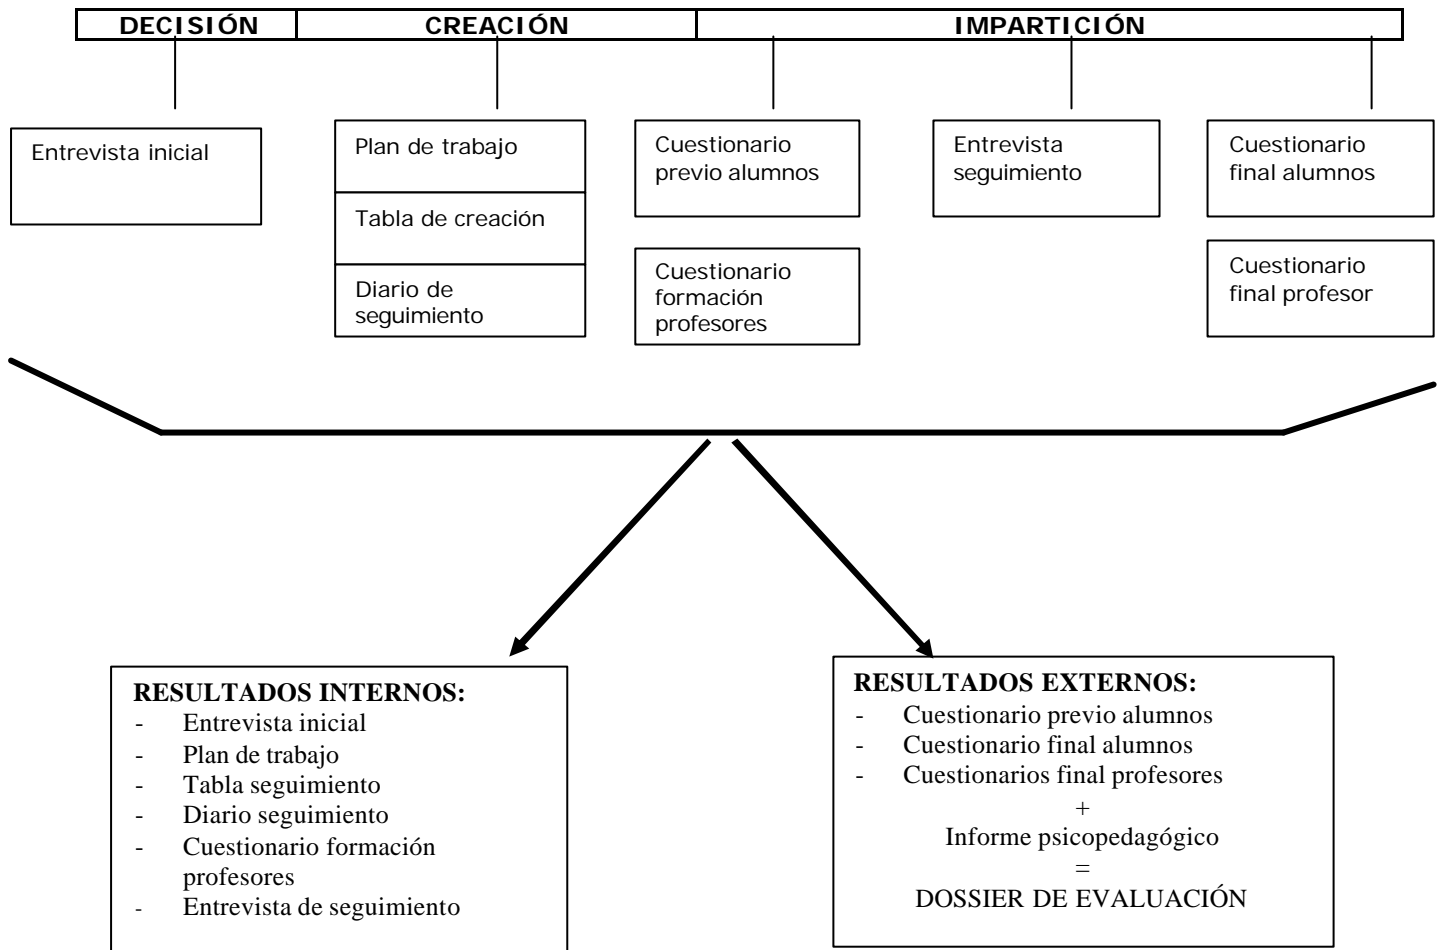 DECISIÓN CREACIÓN IMPARTICIÓN
Entrevista inicial
Plan de trabajo
Tabla de creación
Diario de
seguimiento
Cuestionario
previo alumnos
Cuestionario
formación
profesores
Entrevista
seguimiento
Cuestionario
final alumnos
Cuestionario
final profesor
RESULTADOS INTERNOS:
- Entrevista inicial
- Plan de trabajo
- Tabla seguimiento
- Diario seguimiento
- Cuestionario formación
profesores
- Entrevista de seguimiento
RESULTADOS EXTERNOS:
- Cuestionario previo alumnos
- Cuestionario final alumnos
- Cuestionarios final profesores
+
Informe psicopedagógico
=
DOSSIER DE EVALUACIÓN